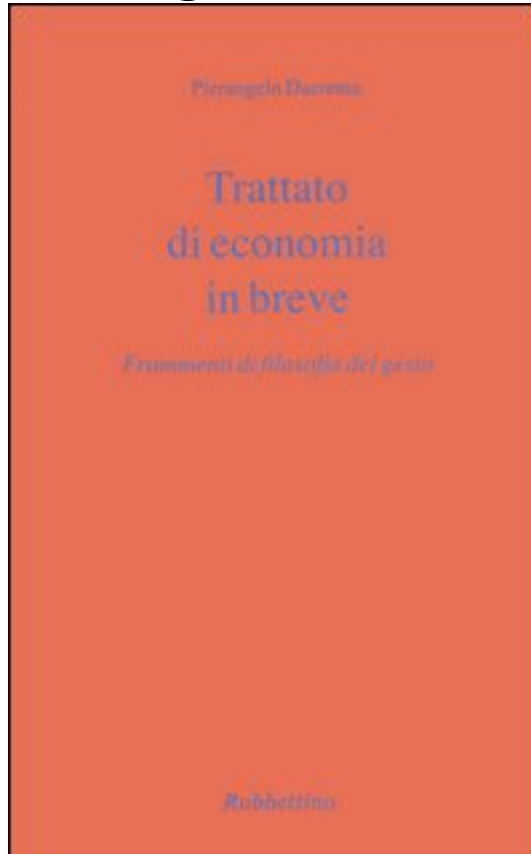 Pierangelo Dacrema
Trattato
di economia
in breve
Frammenti di filosofia del gesto
Rubbettino